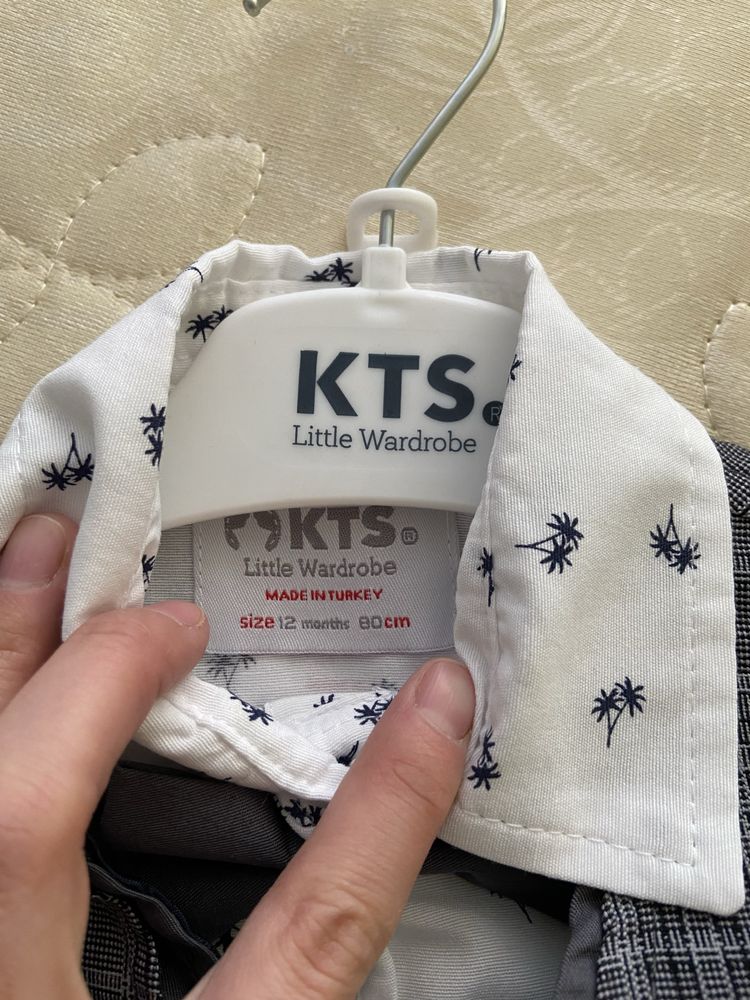 KTS®
Little Wardrobe
KTS®
Little Wardrobe
MADE IN TURKEY
size 12 months 80cm